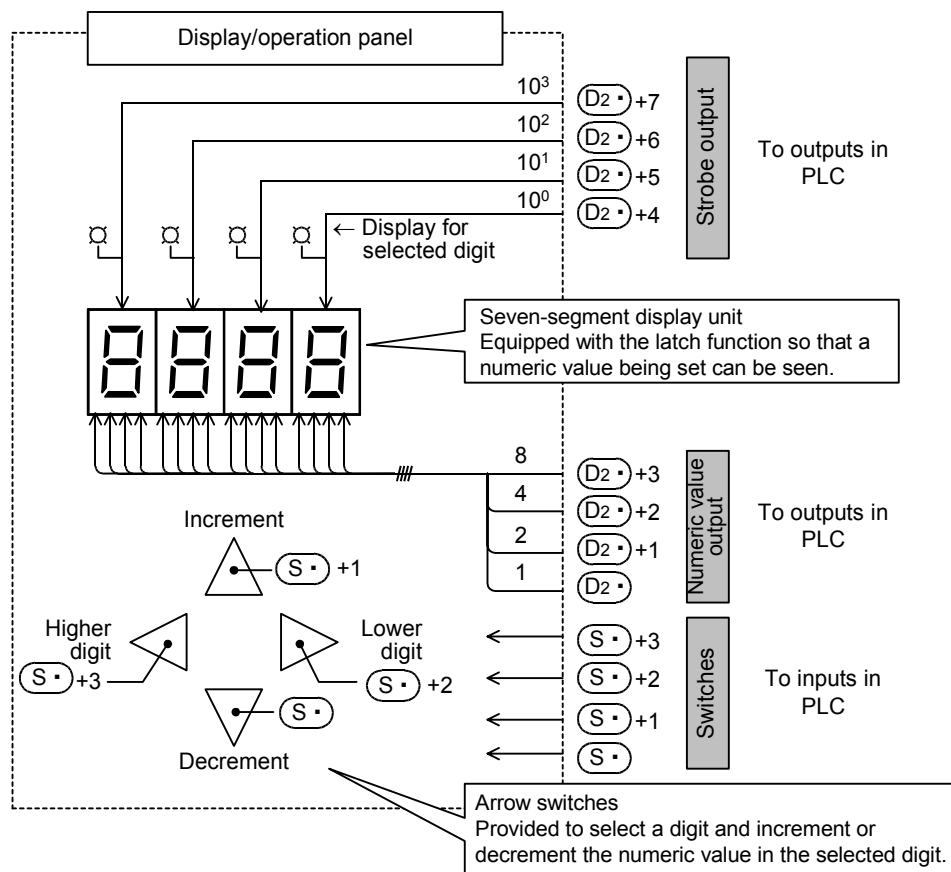 Display/operation panel
10³
D2 · +7
10²
D2 · +6
10¹
D2 · +5
10⁰
D2 · +4
Strobe output
To outputs in
PLC
← Display for
selected digit
Seven-segment display unit
Equipped with the latch function so that a
numeric value being set can be seen.
8
D2 · +3
4
D2 · +2
2
D2 · +1
1
D2 ·
Numeric value
output
To outputs in
PLC
Increment
S · +1
Higher
digit
S · +3
Lower
digit
S · +2
S ·
Decrement
S · +3
S · +2
S · +1
S ·
Switches
To inputs in
PLC
Arrow switches
Provided to select a digit and increment or
decrement the numeric value in the selected digit.
8888